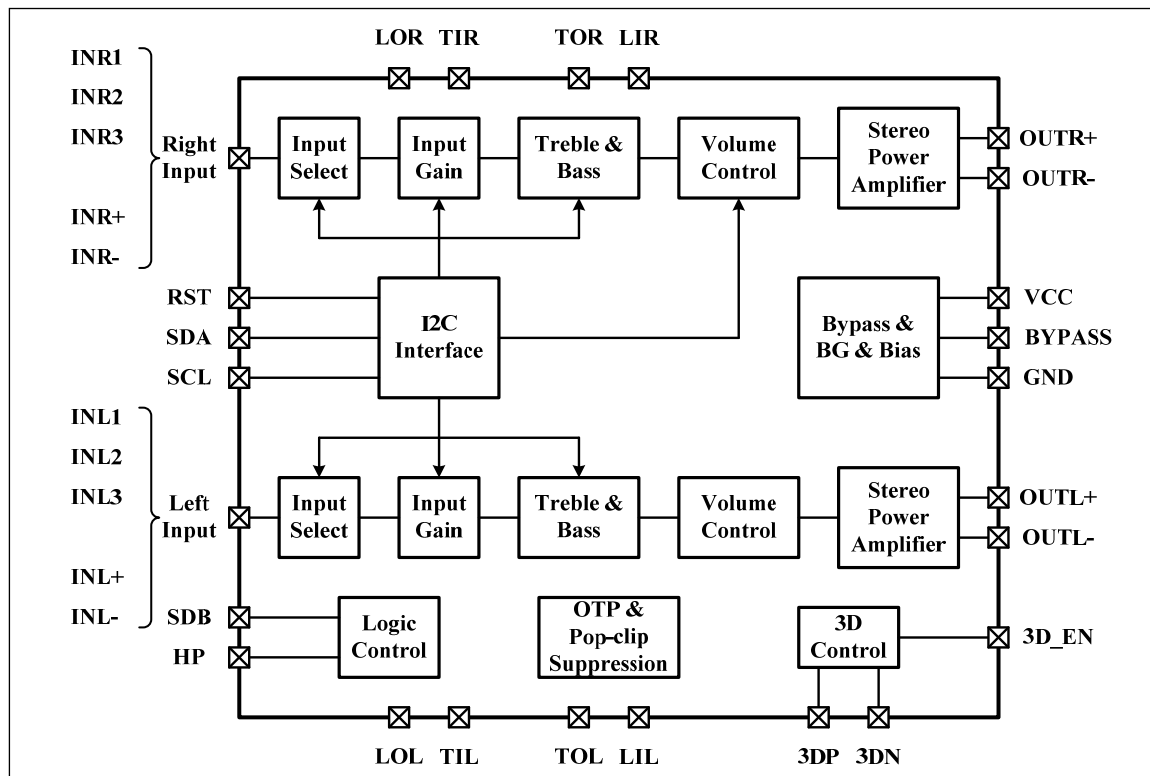 LOR TIR TOR LIR
INR1
INR2
INR3
INR+
INR-
Right
Input
Input
Select
Input
Gain
Treble &
Bass
Volume
Control
Stereo
Power
Amplifier
OUTR+
OUTR-
RST
SDA
SCL
I2C
Interface
Bypass &
BG & Bias
VCC
BYPASS
GND
INL1
INL2
INL3
INL+
INL-
Left
Input
Input
Select
Input
Gain
Treble &
Bass
Volume
Control
Stereo
Power
Amplifier
OUTL+
OUTL-
SDB
HP
Logic
Control
OTP &
Pop-clip
Suppression
3D
Control
3D_EN
LOL TIL TOL LIL 3DP 3DN